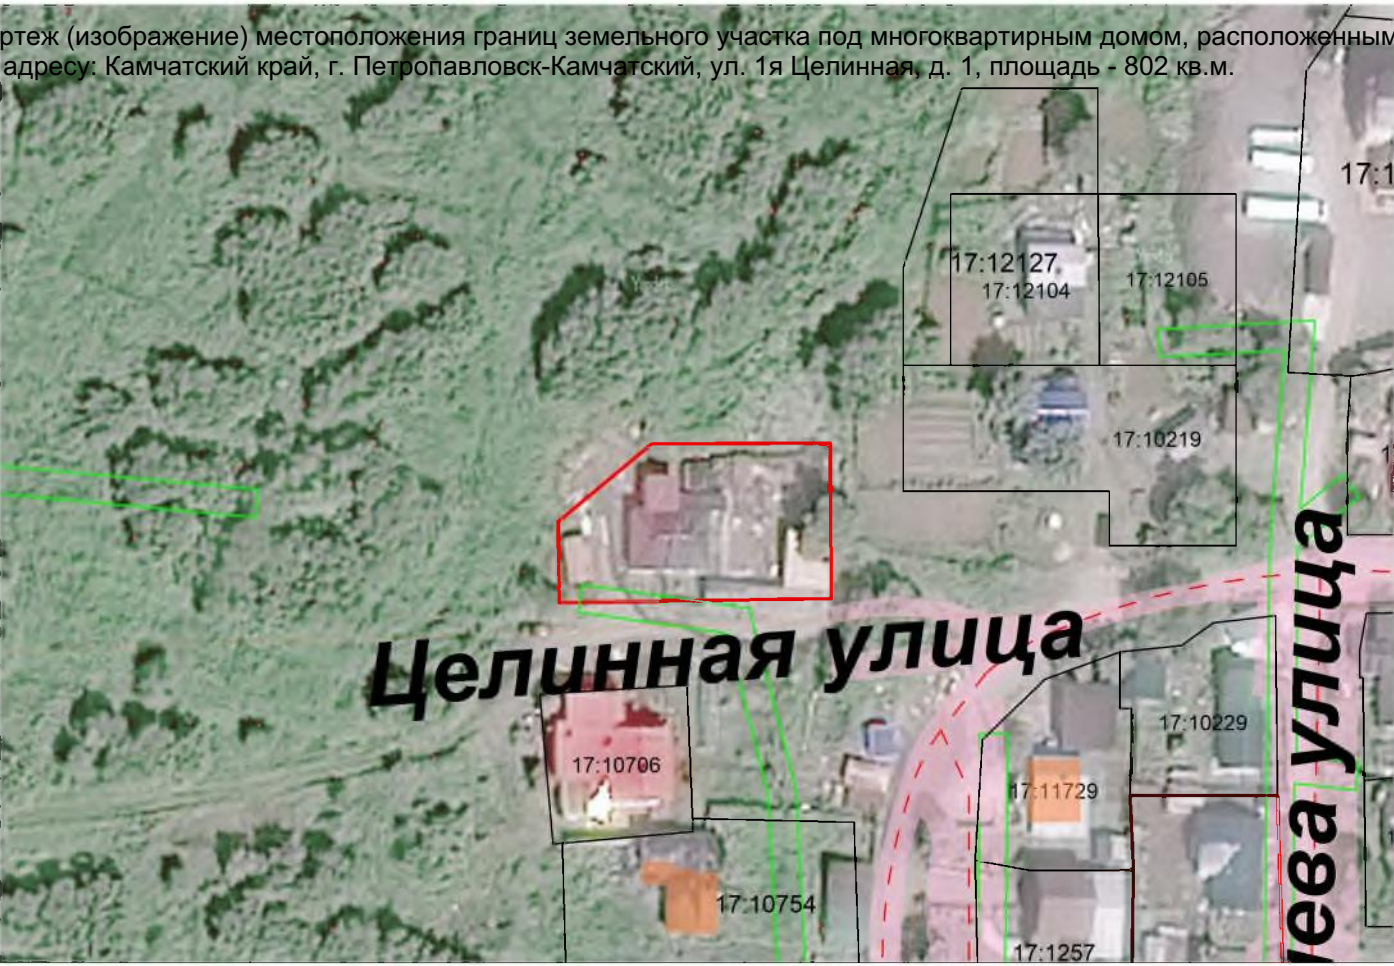 ртеж (изображение) местоположения границ земельного участка под многоквартирным домом, расположенным
адресу: Камчатский край, г. Петропавловск-Камчатский, ул. 1я Целинная, д. 1, площадь - 802 кв.м.
17:1
17:12127
17:12104
17:12105
17:10219
Целинная улица
ева улица
17:10706
17:10229
17:11729
17:10754
17:1257